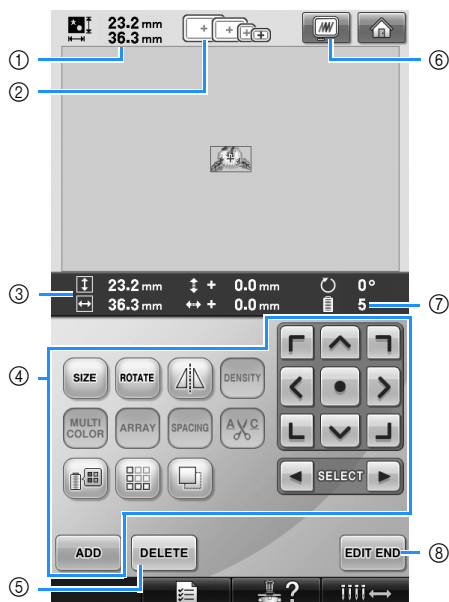 23.2 mm
36.3 mm
①
②
⑥
③
23.2 mm + 0.0 mm 0°
36.3 mm + 0.0 mm 5
⑦
④
SIZE ROTATE DENSITY
MULTI COLOR ARRAY SPACING A C
SELECT
ADD DELETE EDIT END
⑧
⑤
?